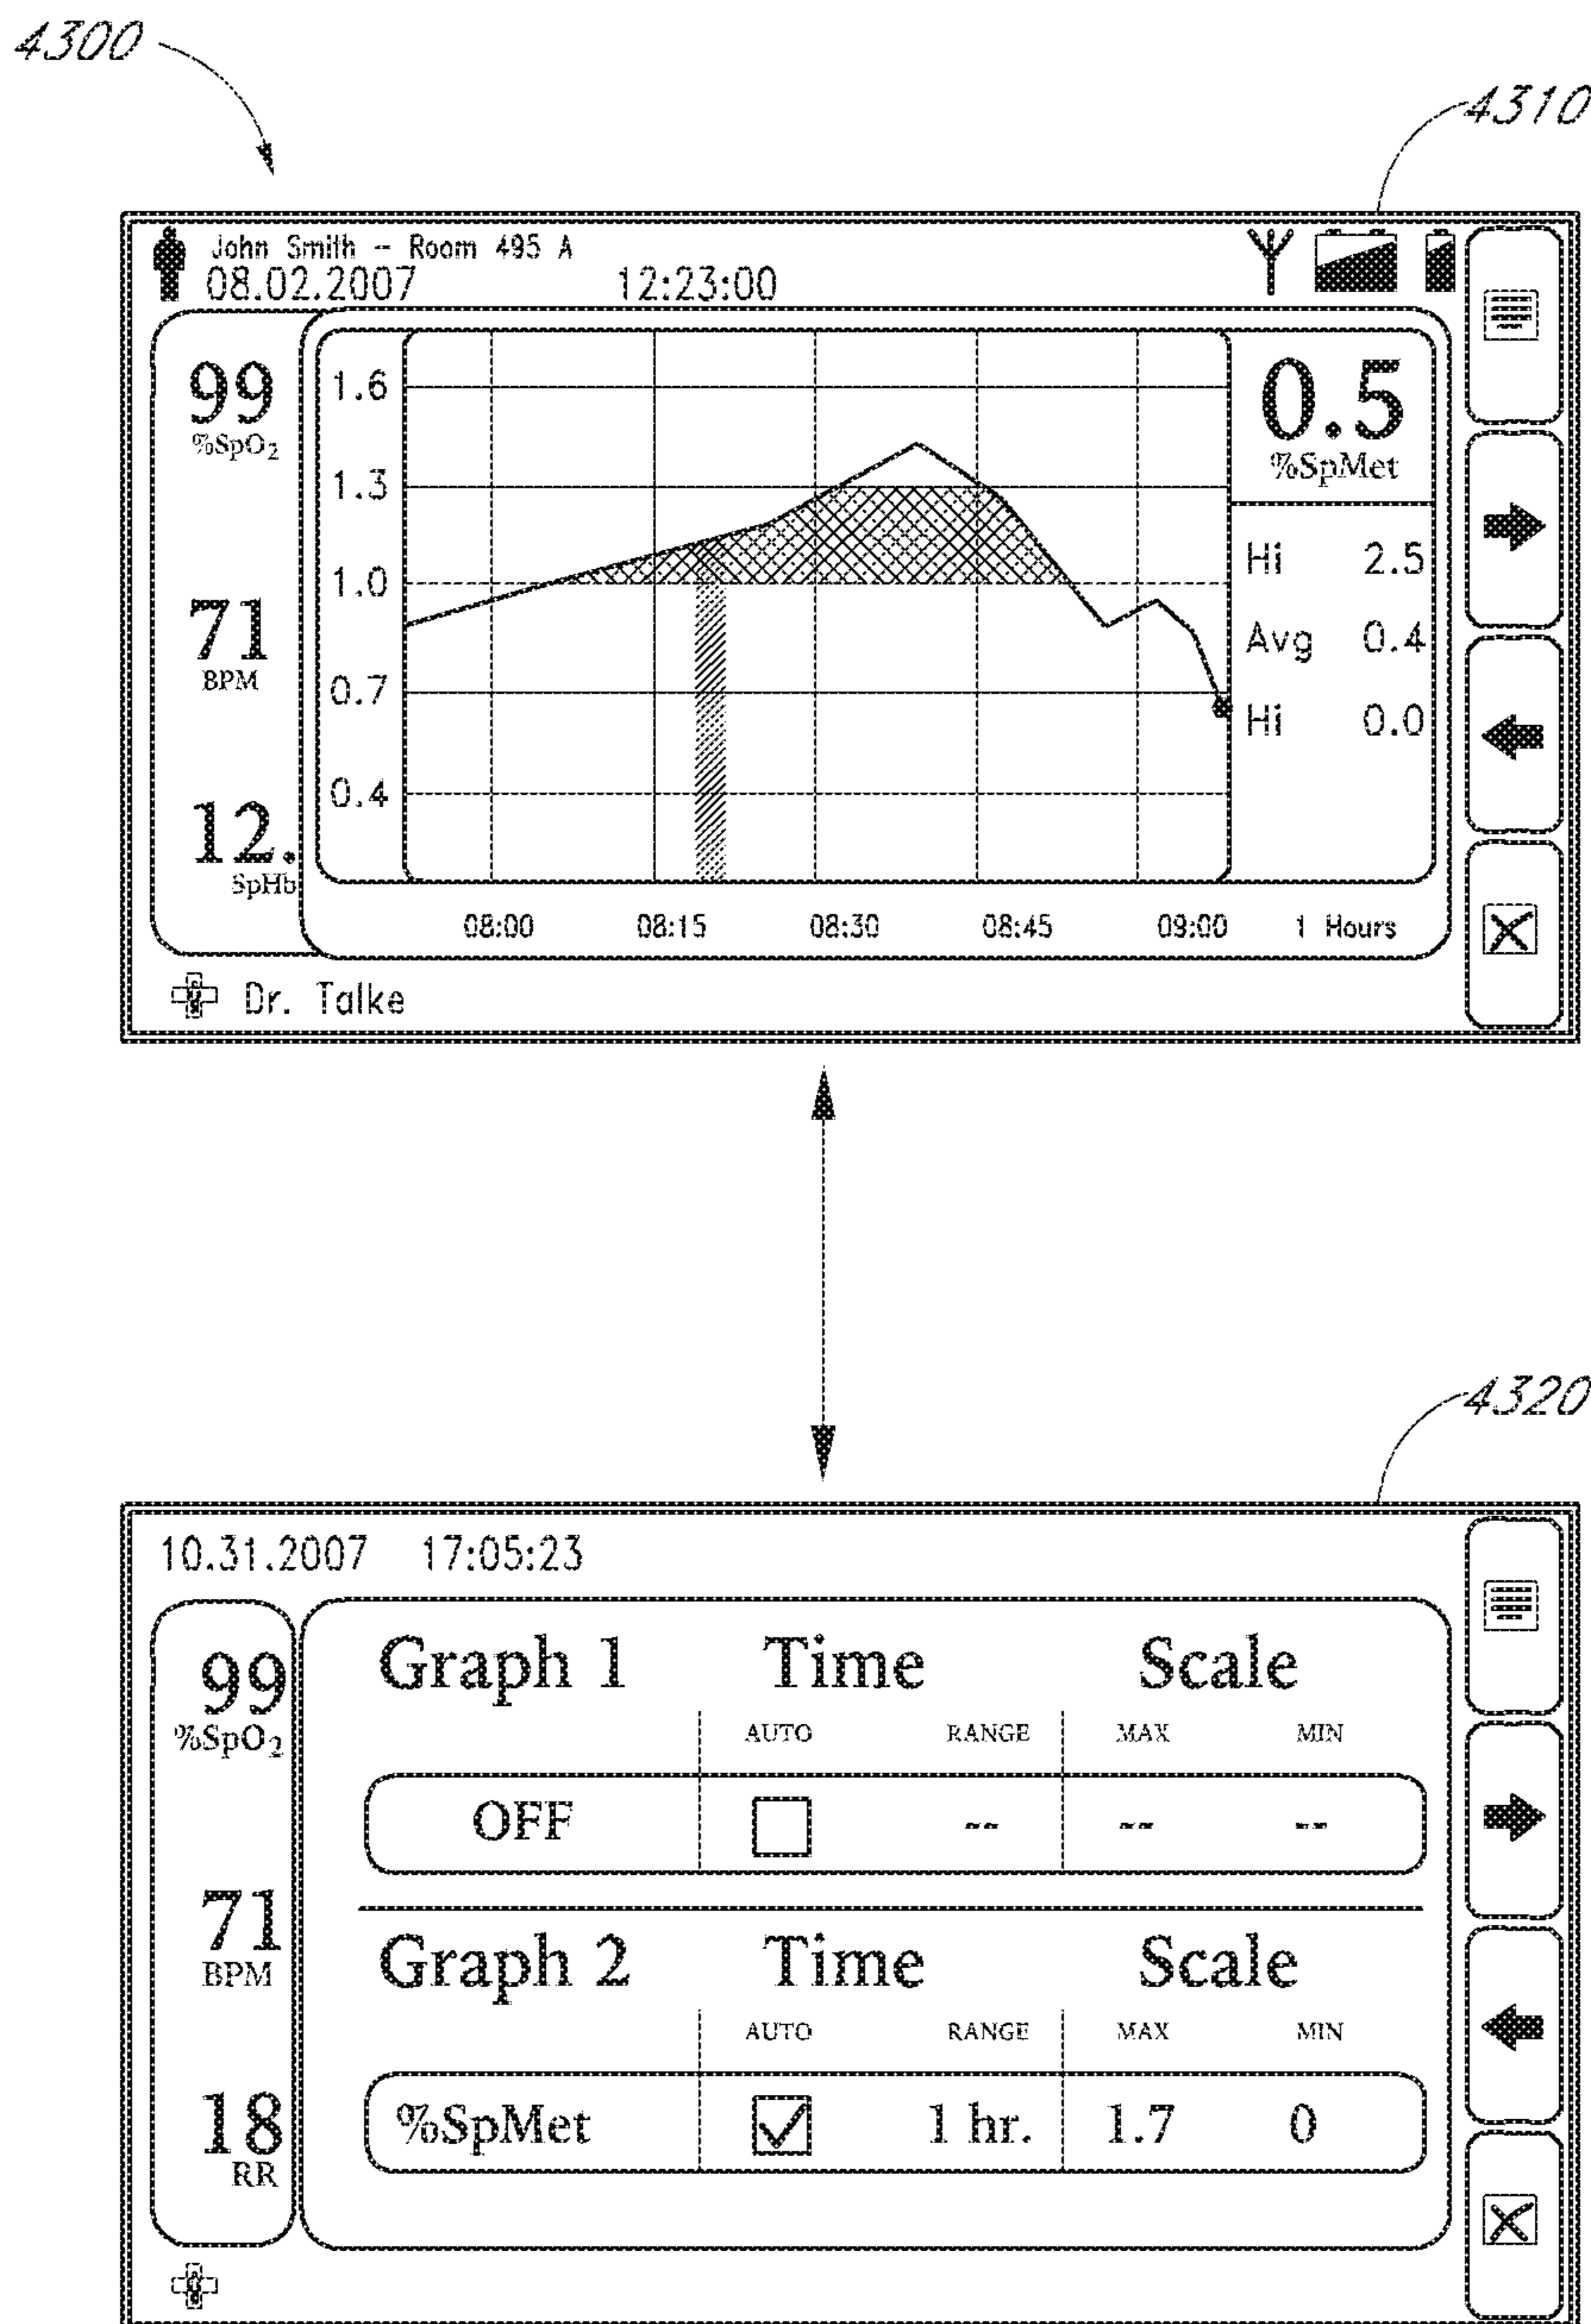 4300
4310
John Smith – Room 495 A
08.02.2007 12:23:00
99
%SpO2
71
BPM
12.
SpHb
1.6
1.3
1.0
0.7
0.4
0.5
%SpMet
Hi 2.5
Avg 0.4
Hi 0.0
08:00 08:15 08:30 08:45 09:00 1 Hours
Dr. Talke
4320
10.31.2007 17:05:23
99
%SpO2
71
BPM
18
RR
Graph 1 Time Scale
AUTO RANGE MAX MIN
OFF -- -- --
Graph 2 Time Scale
AUTO RANGE MAX MIN
%SpMet 1 hr. 1.7 0